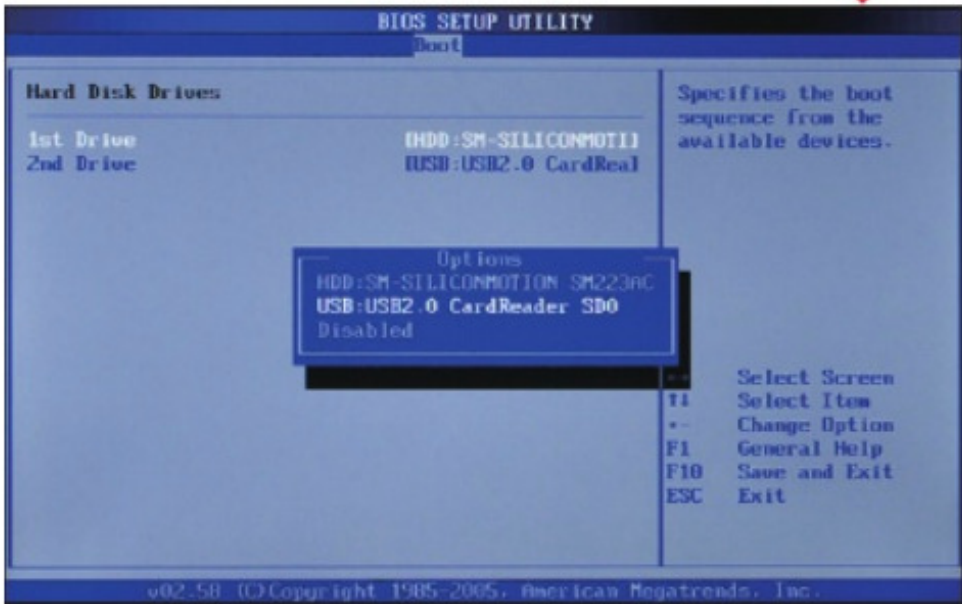 BIOS SETUP UTILITY
Boot
Hard Disk Drives
1st Drive [HDD:SM-SILICONMOTI]
2nd Drive [USB:USB2.0 CardRea]
Specifies the boot
sequence from the
available devices.
Options
HDD:SM-SILICONMOTION SM223AC
USB:USB2.0 CardReader SD0
Disabled
Select Screen
↑↓ Select Item
+- Change Option
F1 General Help
F10 Save and Exit
ESC Exit
v02.58 (C)Copyright 1985-2005, American Megatrends, Inc.